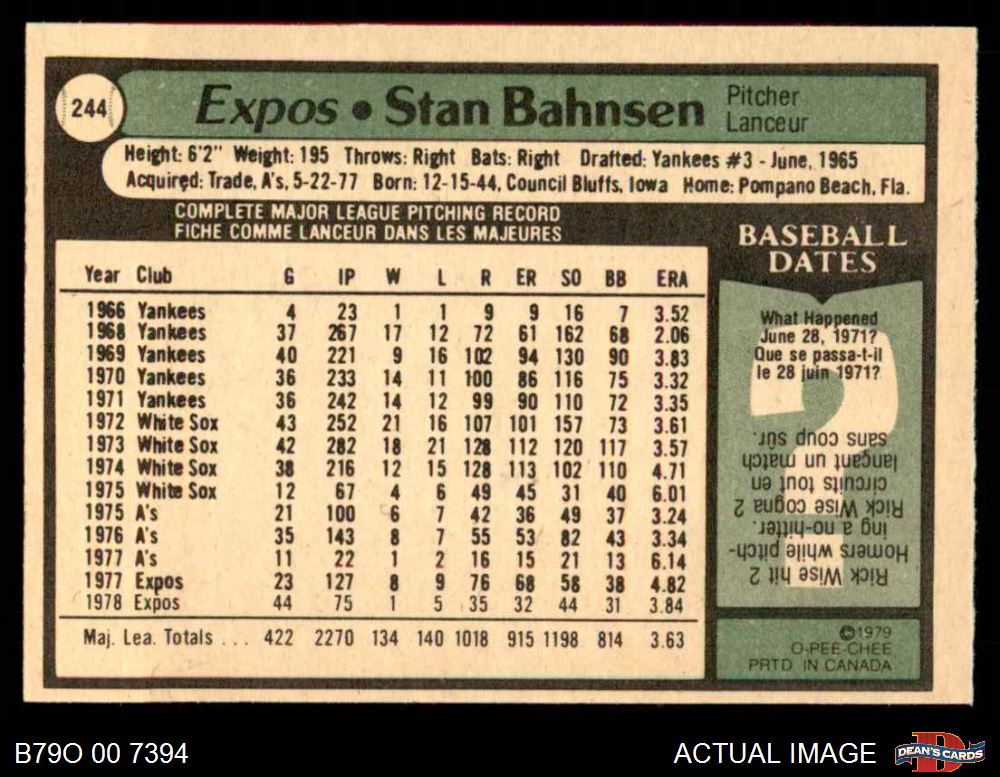 244
Expos • Stan Bahnsen
Pitcher
Lanceur
Height: 6'2" Weight: 195 Throws: Right Bats: Right Drafted: Yankees #3 - June, 1965
Acquired: Trade, A's, 5-22-77 Born: 12-15-44, Council Bluffs, Iowa Home: Pompano Beach, Fla.
COMPLETE MAJOR LEAGUE PITCHING RECORD
FICHE COMME LANCEUR DANS LES MAJEURES
Year Club G IP W L R ER SO BB ERA
1966 Yankees 4 23 1 1 9 9 16 7 3.52
1968 Yankees 37 267 17 12 72 61 162 68 2.06
1969 Yankees 40 221 9 16 102 94 130 90 3.83
1970 Yankees 36 233 14 11 100 86 116 75 3.32
1971 Yankees 36 242 14 12 99 90 110 72 3.35
1972 White Sox 43 252 21 16 107 101 157 73 3.61
1973 White Sox 42 282 18 21 128 112 120 117 3.57
1974 White Sox 38 216 12 15 128 113 102 110 4.71
1975 White Sox 12 67 4 6 49 45 31 40 6.01
1975 A's 21 100 6 7 42 36 49 37 3.24
1976 A's 35 143 8 7 55 53 82 43 3.34
1977 A's 11 22 1 2 16 15 21 13 6.14
1977 Expos 23 127 8 9 76 68 58 38 4.82
1978 Expos 44 75 1 5 35 32 44 31 3.84
Maj. Lea. Totals ... 422 2270 134 140 1018 915 1198 814 3.63
BASEBALL
DATES
What Happened
June 28, 1971?
Que se passa-t-il
le 28 juin 1971?
Rick Wise hit 2
Homers while pitch-
ing a no-hitter.
Rick Wise cogna 2
circuits tout en
lançant un match
sans coup sûr.
©1979
O-PEE-CHEE
PRTD IN CANADA
B79O 00 7394
ACTUAL IMAGE
D
DEAN'S CARDS